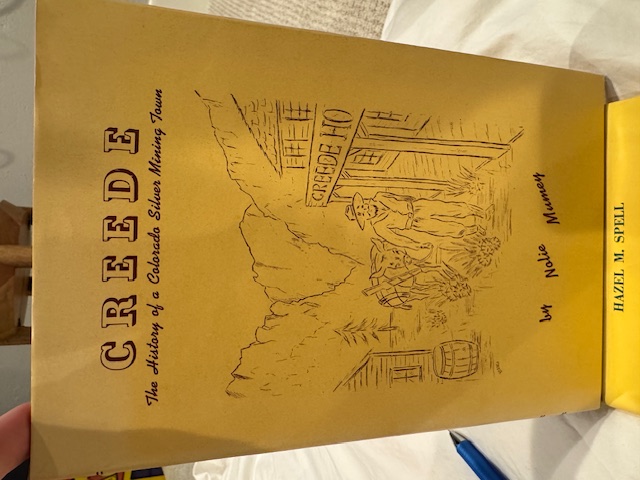 CREEDE
The History of a Colorado Silver Mining Town
CREEDE HO
by Nolie Mumey
HAZEL M. SPELL